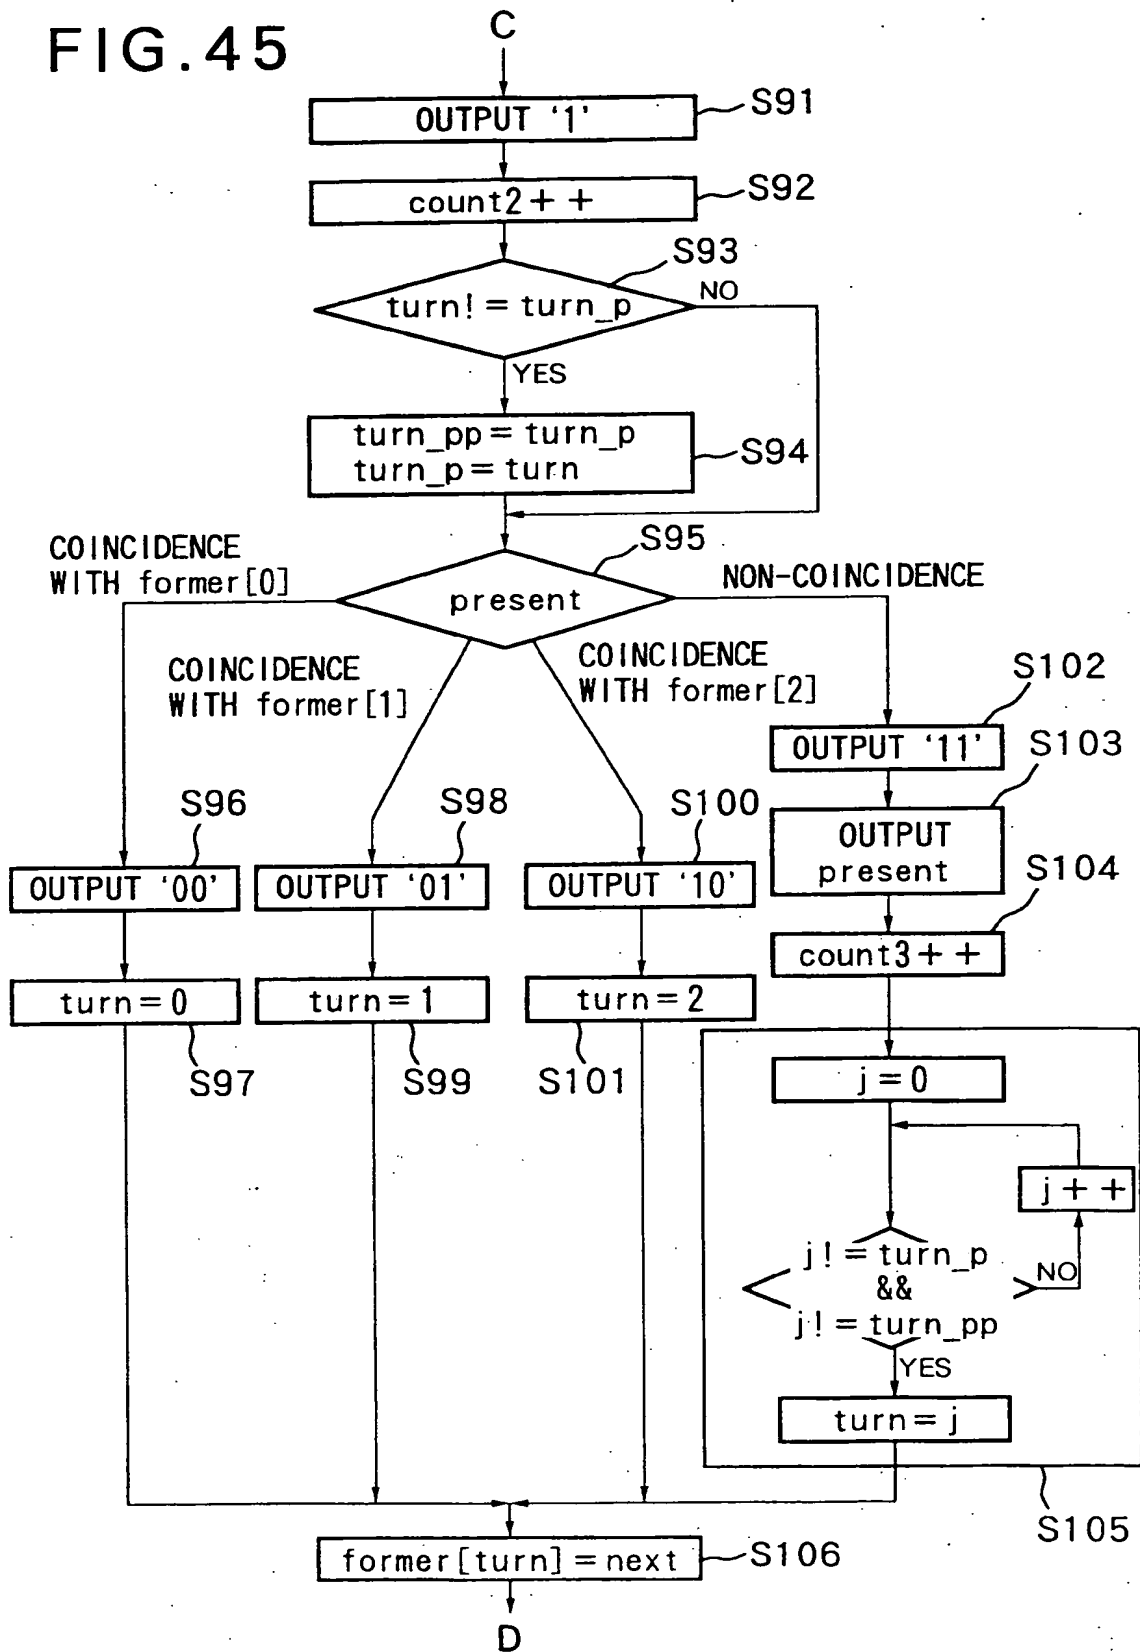 FIG.45
C
OUTPUT ‘1’
S91
count2++
S92
S93
turn!=turn_p
NO
YES
turn_pp=turn_p
turn_p=turn
S94
S95
COINCIDENCE
WITH former[0]
present
NON-COINCIDENCE
COINCIDENCE
WITH former[1]
COINCIDENCE
WITH former[2]
S102
OUTPUT ‘11’
S103
S96
S98
S100
OUTPUT
present
OUTPUT ‘00’
OUTPUT ‘01’
OUTPUT ‘10’
S104
count3++
turn=0
turn=1
turn=2
S97
S99
S101
j=0
j++
j!=turn_p
&&
j!=turn_pp
NO
YES
turn=j
S105
former[turn]=next
S106
D